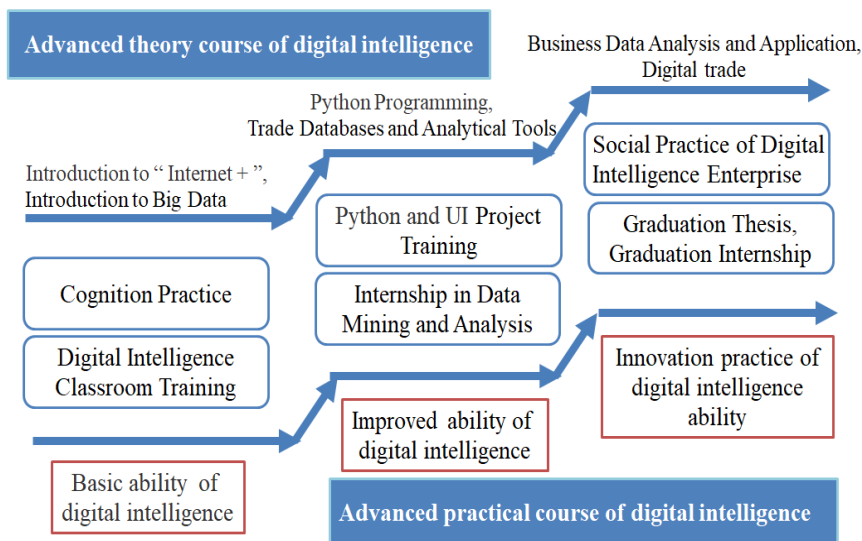 Advanced theory course of digital intelligence
Business Data Analysis and Application,
Digital trade
Python Programming,
Trade Databases and Analytical Tools
Introduction to “ Internet + ”,
Introduction to Big Data
Social Practice of Digital
Intelligence Enterprise
Graduation Thesis,
Graduation Internship
Python and UI Project
Training
Internship in Data
Mining and Analysis
Cognition Practice
Digital Intelligence
Classroom Training
Innovation practice of
digital intelligence
ability
Improved ability of
digital intelligence
Basic ability of
digital intelligence
Advanced practical course of digital intelligence